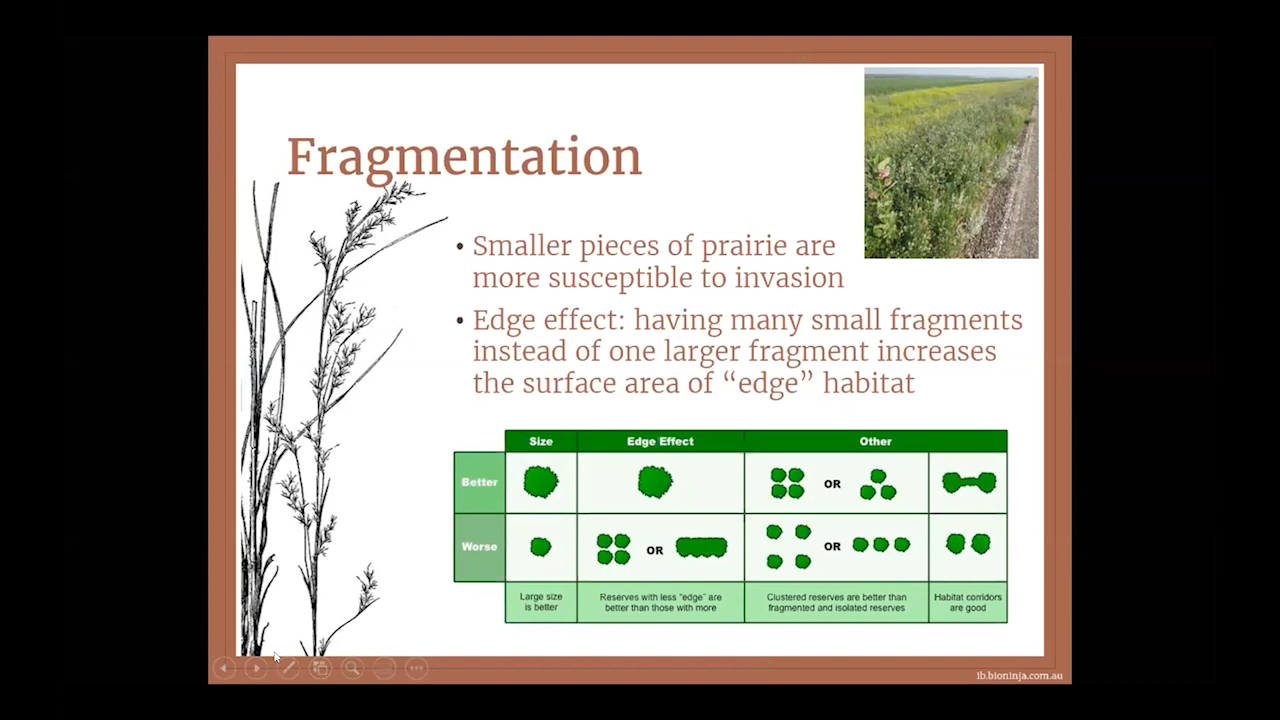 Fragmentation
• Smaller pieces of prairie are
more susceptible to invasion
• Edge effect: having many small fragments
instead of one larger fragment increases
the surface area of “edge” habitat
Size Edge Effect Other
Better
OR
Worse
OR
OR
Large size
is better
Reserves with less "edge" are
better than those with more
Clustered reserves are better than
fragmented and isolated reserves
Habitat corridors
are good
ib.bioninja.com.au